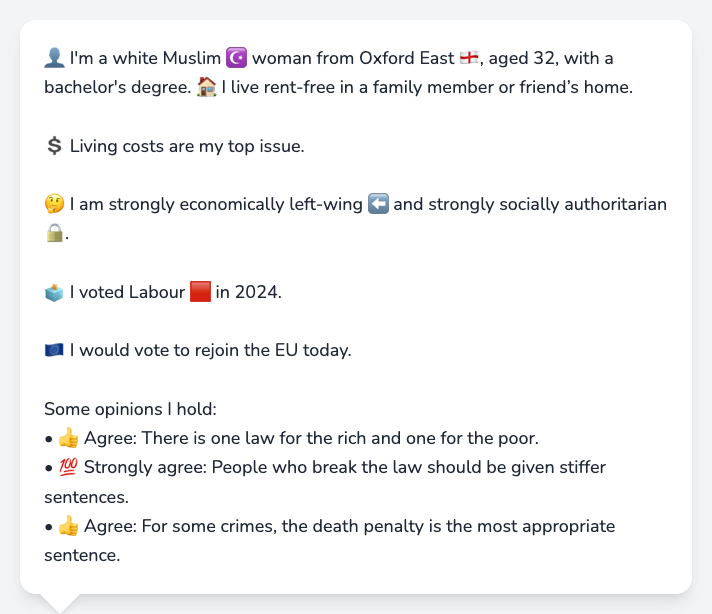 👤 I'm a white Muslim ☪️ woman from Oxford East 🏴󠁧󠁢󠁥󠁮󠁧󠁿, aged 32, with a
bachelor's degree. 🏠 I live rent-free in a family member or friend’s home.
💲 Living costs are my top issue.
🤔 I am strongly economically left-wing ⬅️ and strongly socially authoritarian
🔒.
🗳️ I voted Labour 🟥 in 2024.
🇪🇺 I would vote to rejoin the EU today.
Some opinions I hold:
• 👍 Agree: There is one law for the rich and one for the poor.
• 💯 Strongly agree: People who break the law should be given stiffer
sentences.
• 👍 Agree: For some crimes, the death penalty is the most appropriate
sentence.